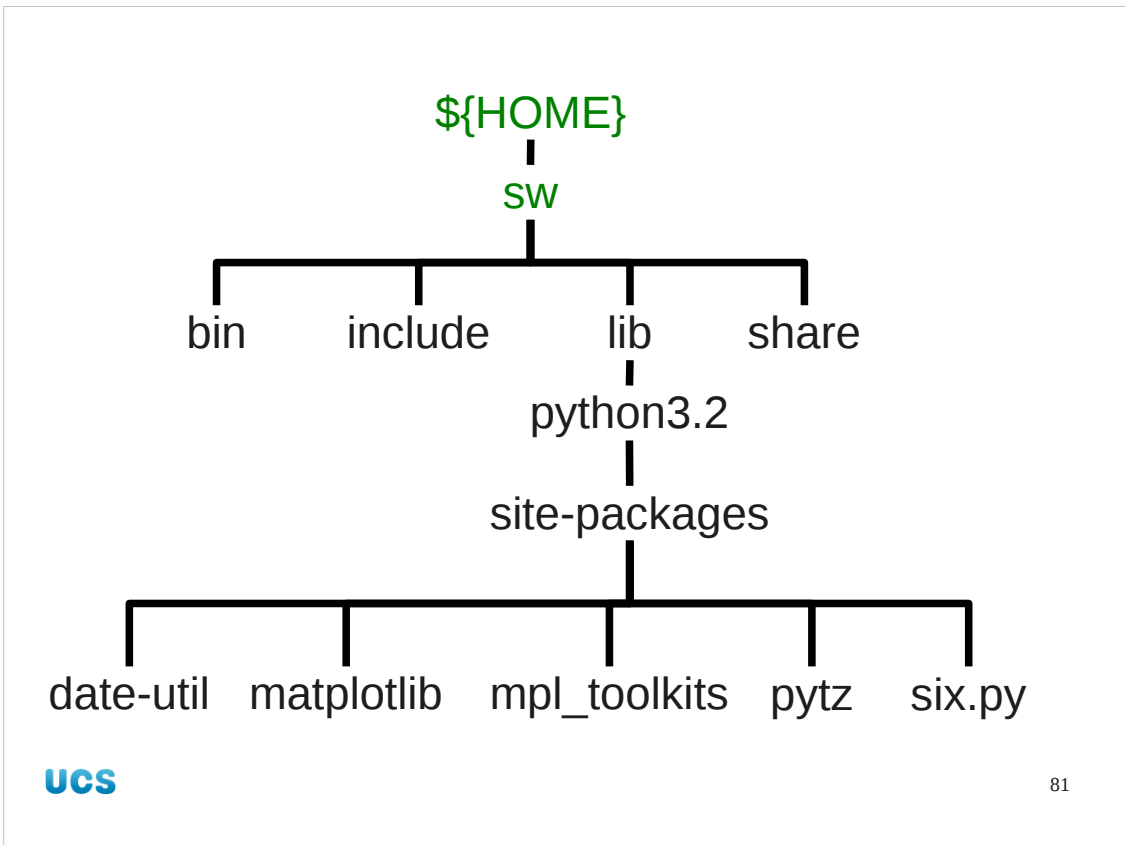 ${HOME}
sw
bin include lib share
python3.2
site-packages
date-util matplotlib mpl_toolkits pytz six.py
UCS 81